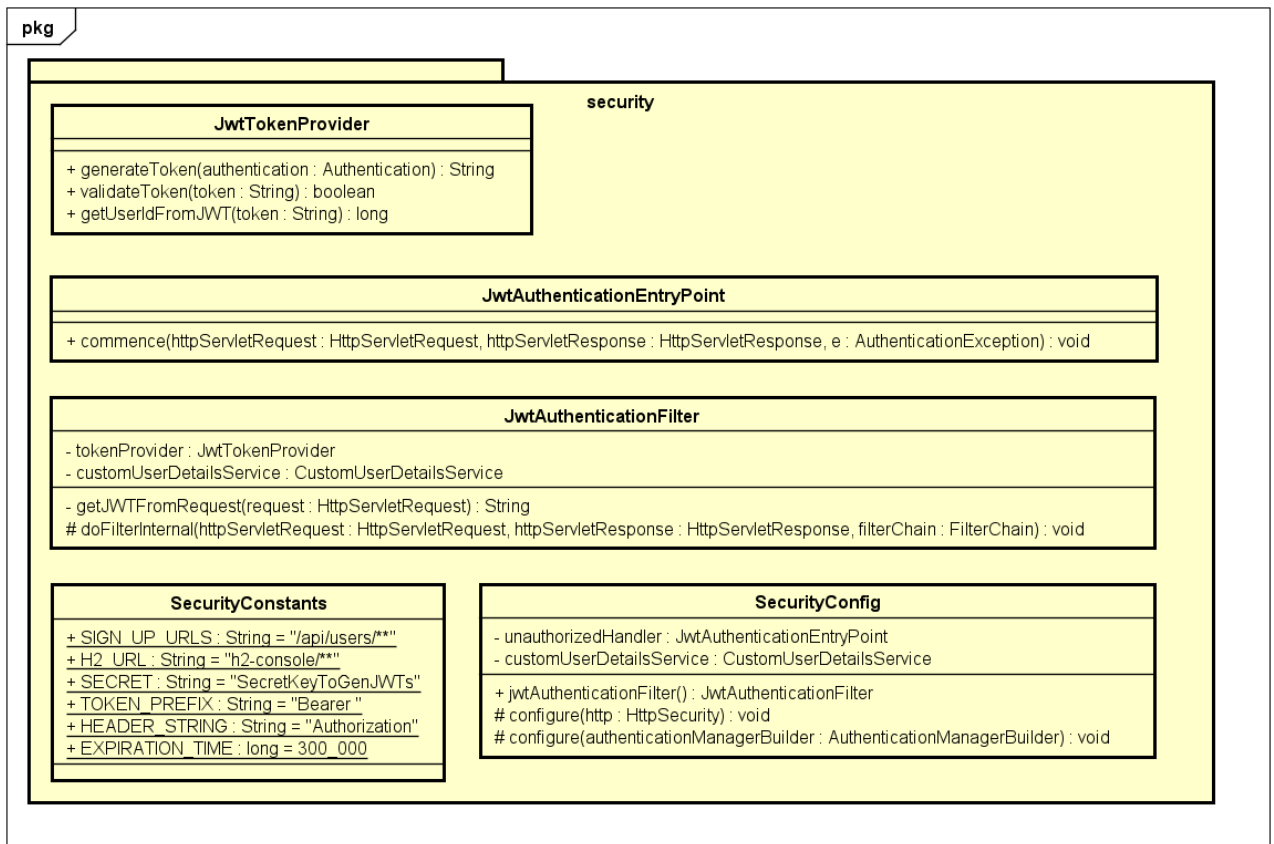 pkg
security
JwtTokenProvider
+ generateToken(authentication : Authentication) : String
+ validateToken(token : String) : boolean
+ getUserIdFromJWT(token : String) : long
JwtAuthenticationEntryPoint
+ commence(httpServletRequest : HttpServletRequest, httpServletResponse : HttpServletResponse, e : AuthenticationException) : void
JwtAuthenticationFilter
- tokenProvider : JwtTokenProvider
- customUserDetailsService : CustomUserDetailsService
- getJWTFromRequest(request : HttpServletRequest) : String
# doFilterInternal(httpServletRequest : HttpServletRequest, httpServletResponse : HttpServletResponse, filterChain : FilterChain) : void
SecurityConstants
+ SIGN_UP_URLS : String = "/api/users/**"
+ H2_URL : String = "h2-console/**"
+ SECRET : String = "SecretKeyToGenJWTs"
+ TOKEN_PREFIX : String = "Bearer "
+ HEADER_STRING : String = "Authorization"
+ EXPIRATION_TIME : long = 300_000
SecurityConfig
- unauthorizedHandler : JwtAuthenticationEntryPoint
- customUserDetailsService : CustomUserDetailsService
+ jwtAuthenticationFilter() : JwtAuthenticationFilter
# configure(http : HttpSecurity) : void
# configure(authenticationManagerBuilder : AuthenticationManagerBuilder) : void